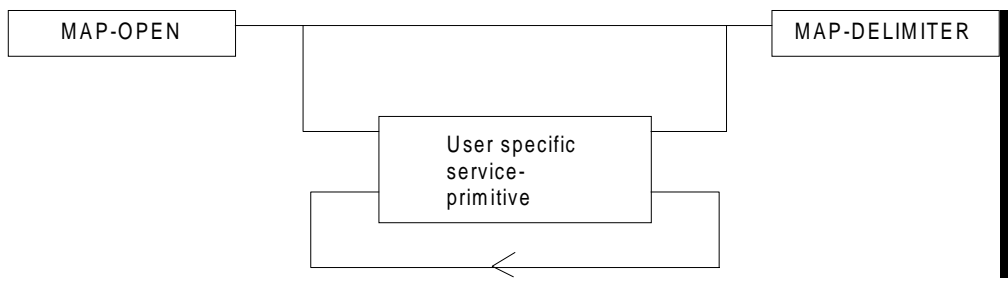 MAP-OPEN
MAP-DELIMITER
User specific
service-
primitive